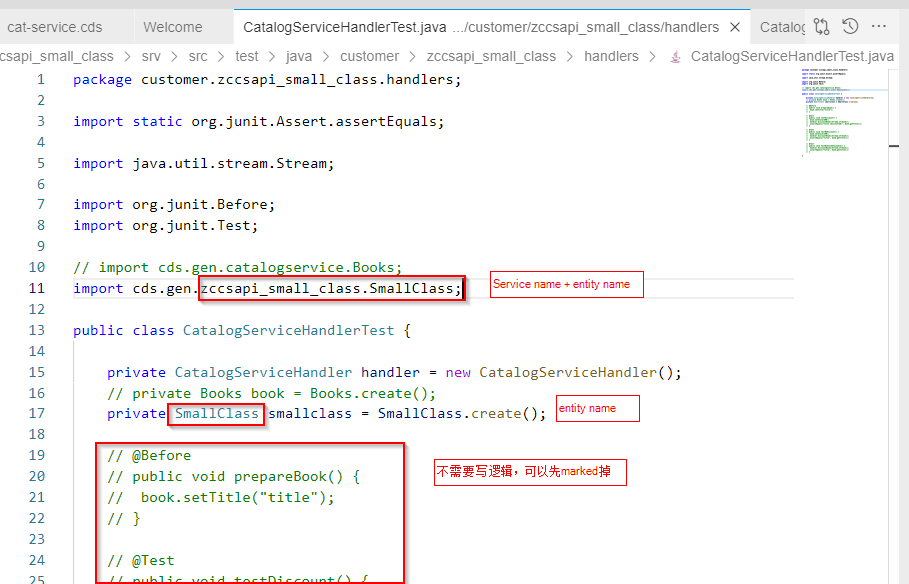 cat-service.cds Welcome CatalogServiceHandlerTest.java .../customer/zccsapi_small_class/handlers Catalog
csapi_small_class > srv > src > test > java > customer > zccsapi_small_class > handlers > CatalogServiceHandlerTest.java
1 package customer.zccsapi_small_class.handlers;
2
3 import static org.junit.Assert.assertEquals;
4
5 import java.util.stream.Stream;
6
7 import org.junit.Before;
8 import org.junit.Test;
9
10 // import cds.gen.catalogservice.Books;
11 import cds.gen.zccsapi_small_class.SmallClass; Service name + entity name
12
13 public class CatalogServiceHandlerTest {
14
15 private CatalogServiceHandler handler = new CatalogServiceHandler();
16 // private Books book = Books.create();
17 private SmallClass smallclass = SmallClass.create(); entity name
18
19 // @Before
20 // public void prepareBook() { 不需要写逻辑，可以先marked掉
21 // book.setTitle("title");
22 // }
23
24 // @Test
25 // public void testDiscount() {